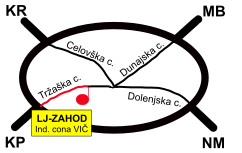 KR
MB
Celovška c.
Dunajska c.
Tržaška c.
Dolenjska c.
LJ-ZAHOD
Ind. cona VIČ
KP
NM